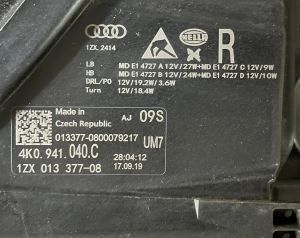 HELLA
R
1ZX. 2414
LB MD E1 4727 A 12V/27W+MD E1 4727 C 12V/9W
HB MD E1 4727 B 12V/24W+MD E1 4727 D 12V/10W
DRL/PO 12V/19.2W/3.6W
Turn 12V/18.4W
Made in
Czech Republic AJ 09S
013377-0800079217 UM7
4K0.941.040.C 28:04:12
1ZX 013 377-08 17.09.19